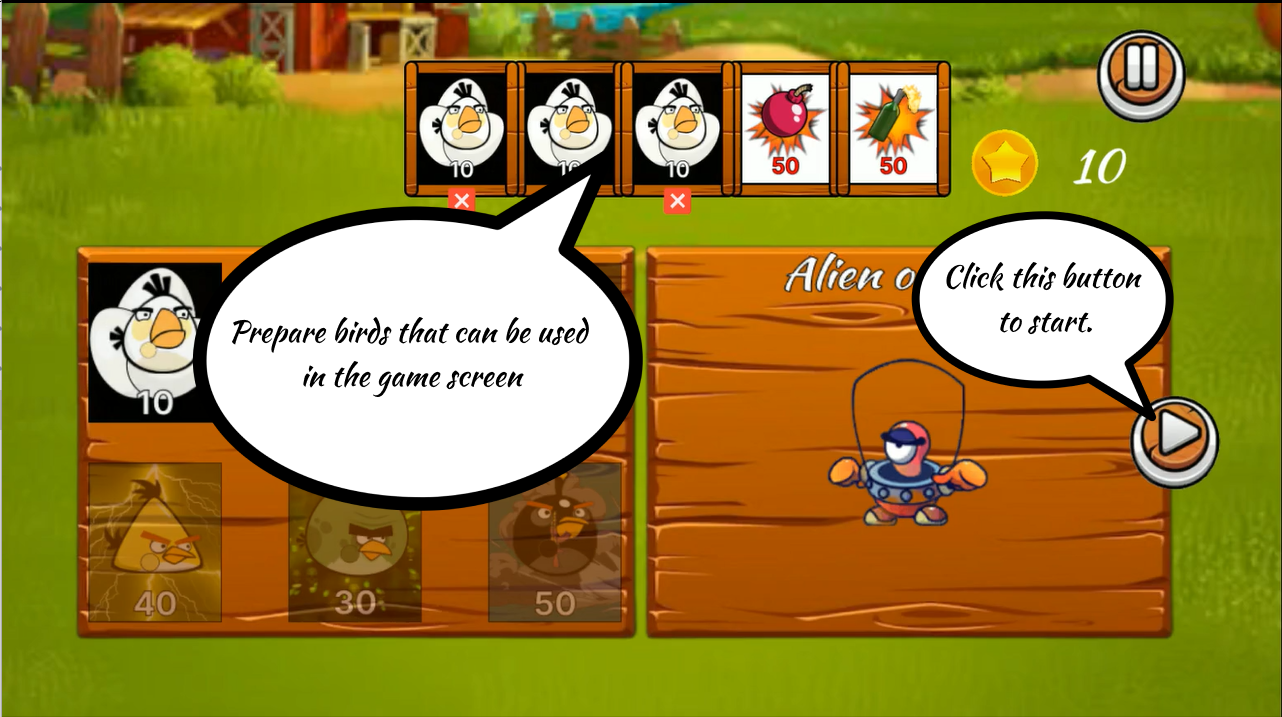 10 10 10 50 50
10
Alien o
Click this button
to start.
Prepare birds that can be used
in the game screen
10
40 30 50